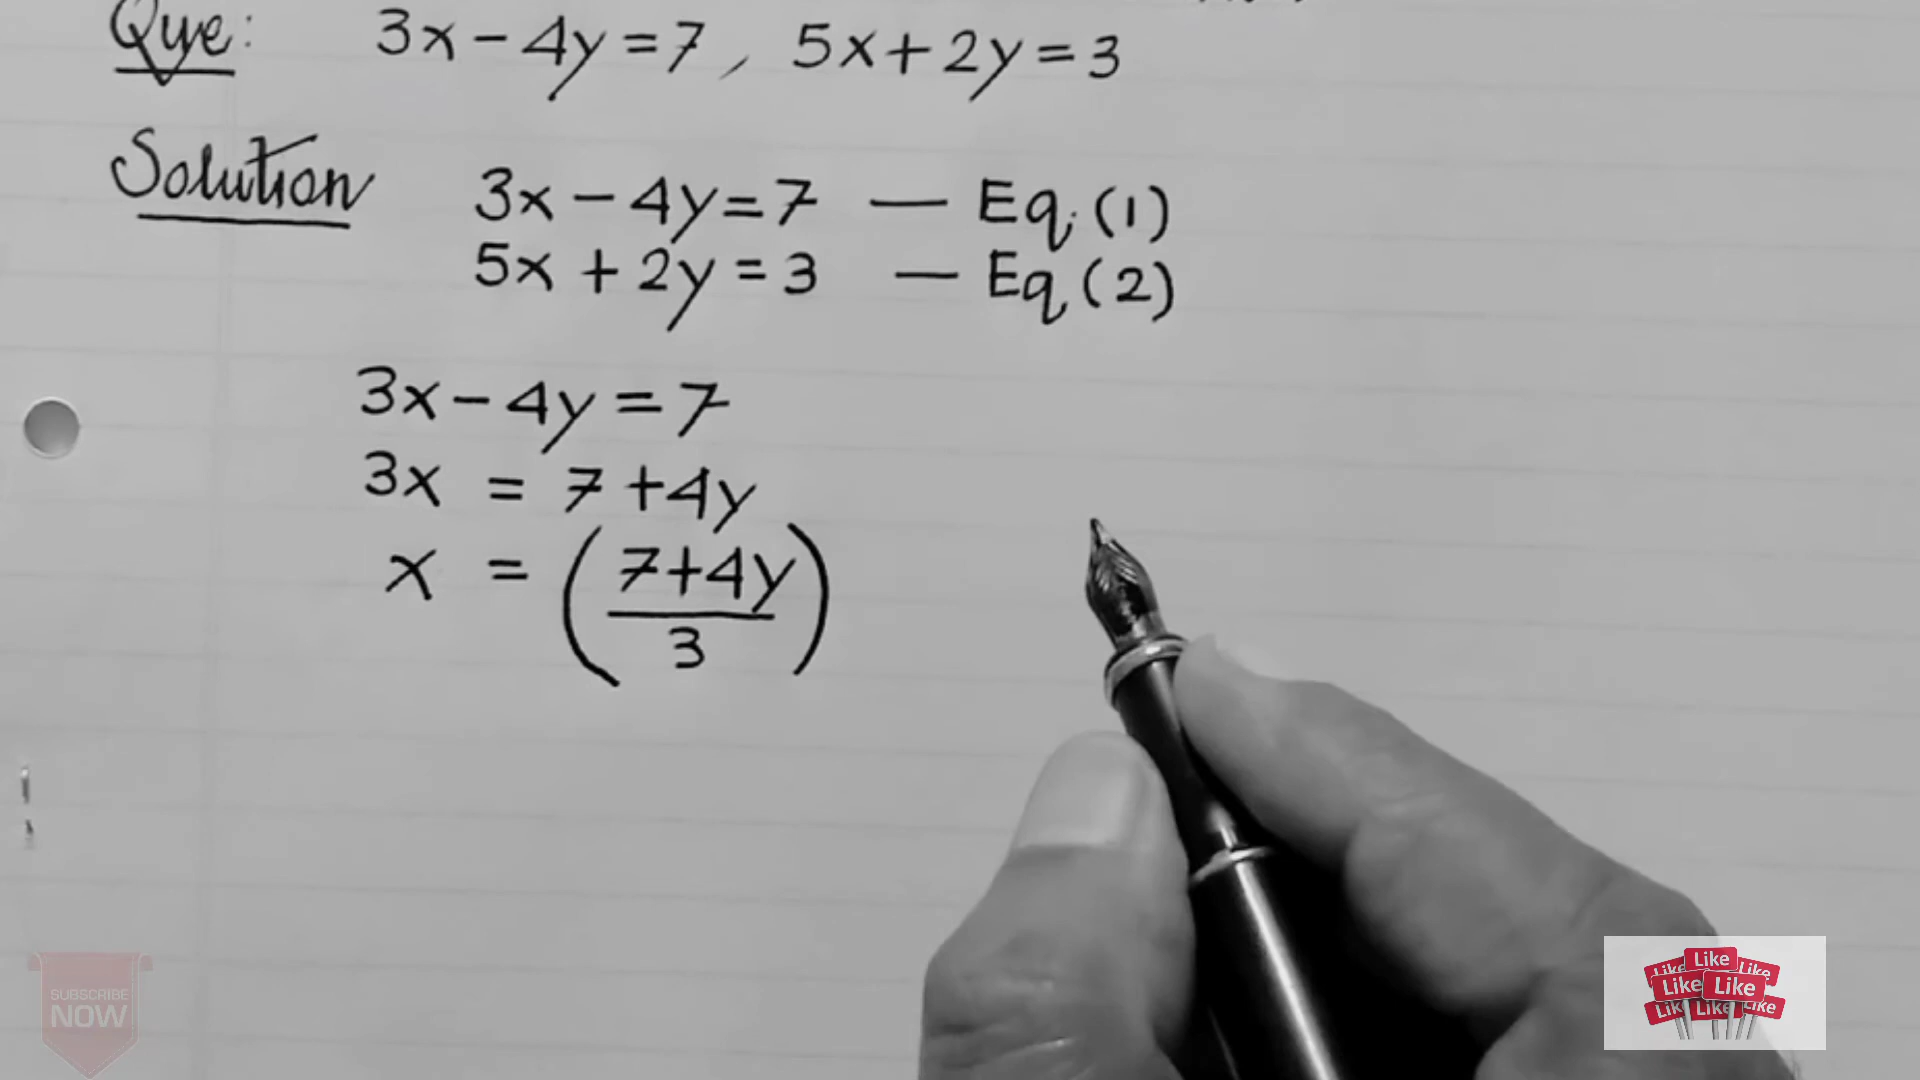 Que: 3x - 4y = 7, 5x + 2y = 3
Solution 3x - 4y = 7 — Eq. (1)
5x + 2y = 3 — Eq. (2)
3x - 4y = 7
3x = 7 + 4y
x = (7+4y/3)
SUBSCRIBE
NOW
Like
Like Like
Like Like
Like Like Like